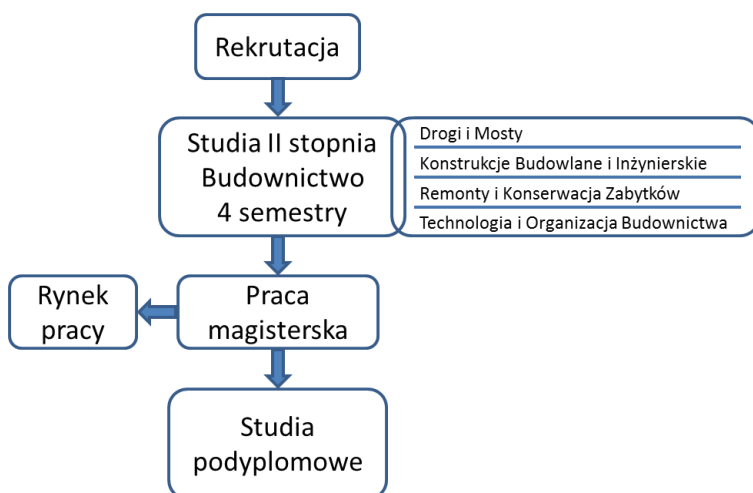 Rekrutacja
Studia II stopnia
Budownictwo
4 semestry
Drogi i Mosty
Konstrukcje Budowlane i Inżynierskie
Remonty i Konserwacja Zabytków
Technologia i Organizacja Budownictwa
Rynek
pracy
Praca
magisterska
Studia
podyplomowe